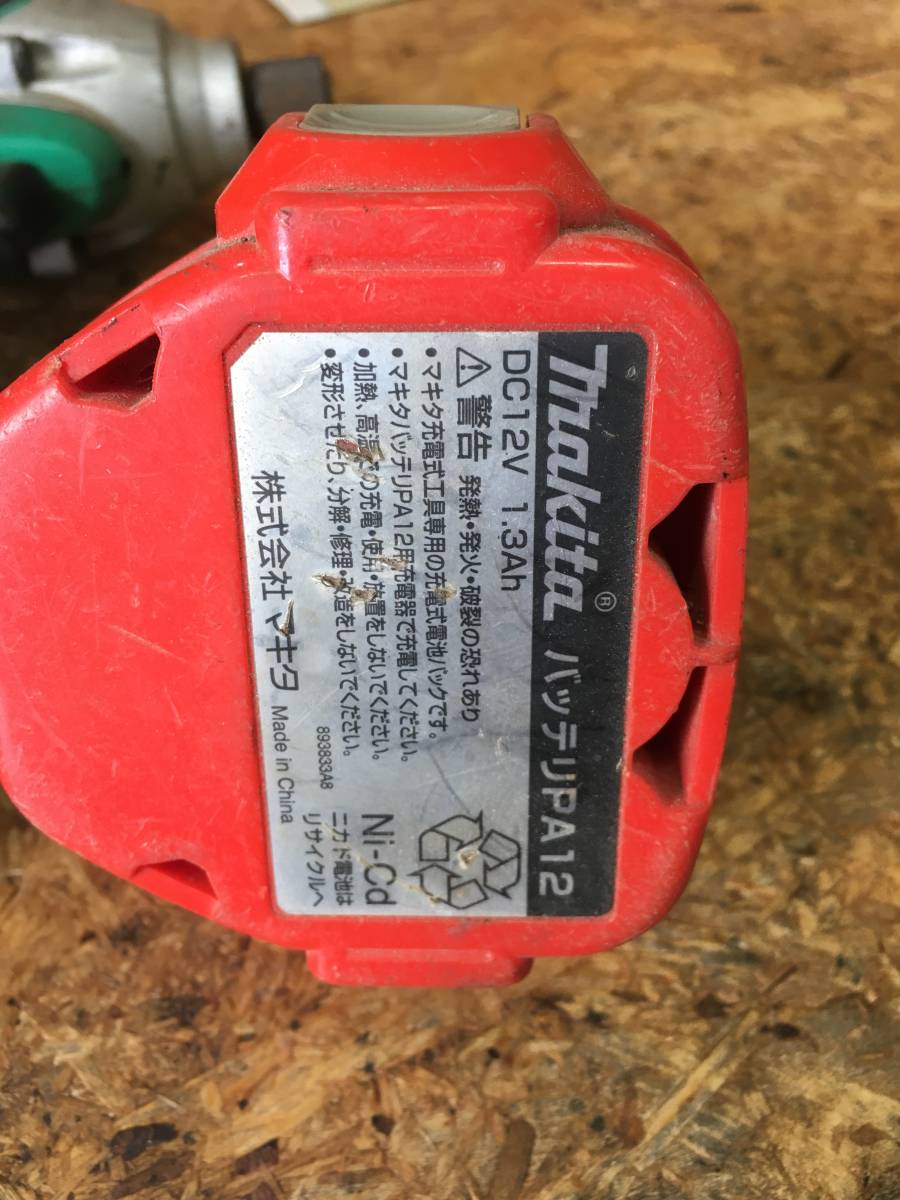 makita® バッテリPA12
DC12V 1.3Ah
⚠ 警告 発熱・発火・破裂の恐れあり
・マキタ充電式工具専用の充電式電池パックです。
・マキタバッテリPA12用充電器で充電してください。
・加熱、高温での充電・使用・放置をしないでください。
・変形させたり、分解・修理・改造をしないでください。
893833A8
株式会社 マキタ Made in China
Ni-Cd
ニカド電池は
リサイクルへ